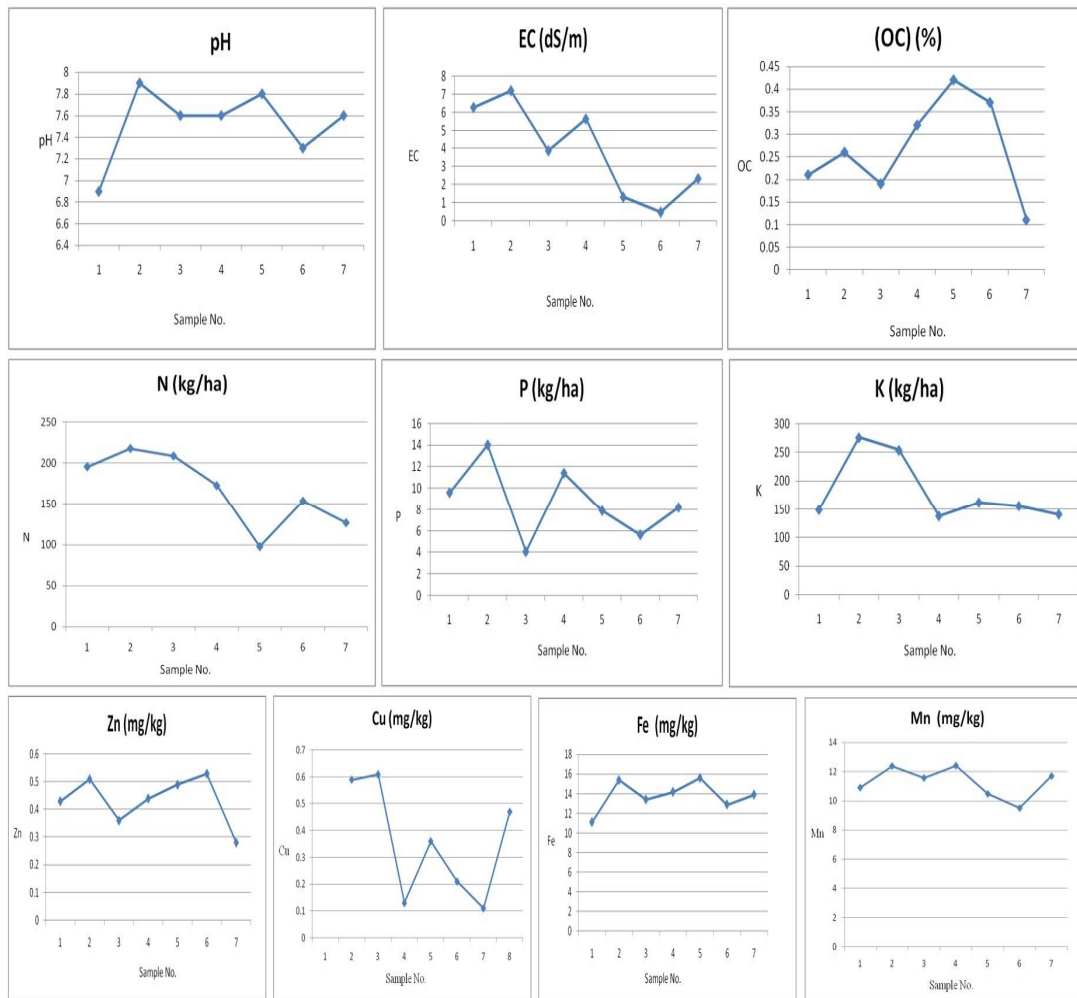 pH
8
7.8
7.6
7.4
7.2
7
6.8
6.6
6.4
pH
1 2 3 4 5 6 7
Sample No.
EC (dS/m)
8
7
6
5
4
3
2
1
0
EC
1 2 3 4 5 6 7
Sample No.
(OC) (%)
0.45
0.4
0.35
0.3
0.25
0.2
0.15
0.1
0.05
0
OC
1 2 3 4 5 6 7
Sample No.
N (kg/ha)
250
200
150
100
50
0
N
1 2 3 4 5 6 7
Sample No.
P (kg/ha)
16
14
12
10
8
6
4
2
0
P
1 2 3 4 5 6 7
Sample No.
K (kg/ha)
300
250
200
150
100
50
0
K
1 2 3 4 5 6 7
Sample No.
Zn (mg/kg)
0.6
0.5
0.4
0.3
0.2
0.1
0
Zn
1 2 3 4 5 6 7
Sample No.
Cu (mg/kg)
0.7
0.6
0.5
0.4
0.3
0.2
0.1
0
Cu
1 2 3 4 5 6 7 8
Sample No.
Fe (mg/kg)
18
16
14
12
10
8
6
4
2
0
Fe
1 2 3 4 5 6 7
Sample No.
Mn (mg/kg)
14
12
10
8
6
4
2
0
Mn
1 2 3 4 5 6 7
Sample No.